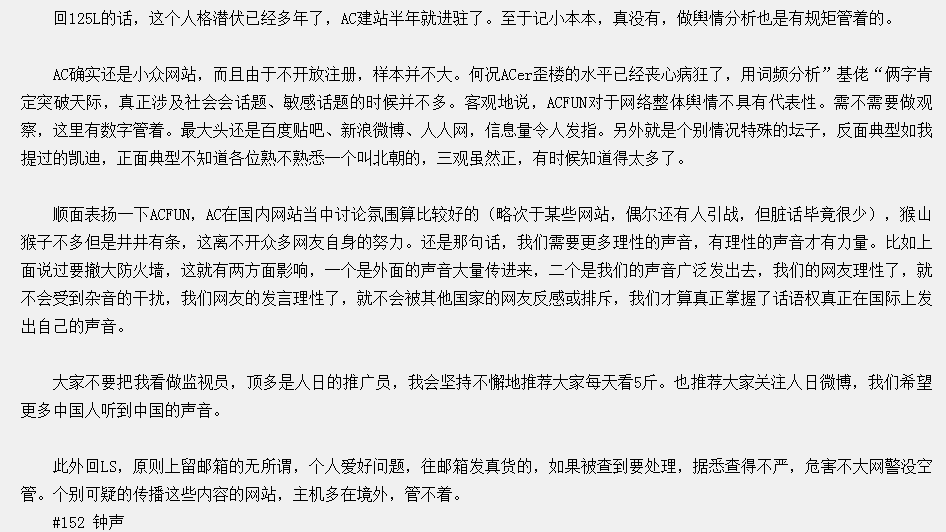 回125L的话，这个人格潜伏已经多年了，AC建站半年就进驻了。至于记小本本，真没有，做舆情分析也是有规矩管着的。
AC确实还是小众网站，而且由于不开放注册，样本并不大。何况ACer歪楼的水平已经丧心病狂了，用词频分析”基佬“俩字肯
定突破天际，真正涉及社会会话题、敏感话题的时候并不多。客观地说，ACFUN对于网络整体舆情不具有代表性。需不需要做观
察，这里有数字管着。最大头还是百度贴吧、新浪微博、人人网，信息量令人发指。另外就是个别情况特殊的坛子，反面典型如我
提过的凯迪，正面典型不知道各位熟不熟悉一个叫北朝的，三观虽然正，有时候知道得太多了。
顺面表扬一下ACFUN，AC在国内网站当中讨论氛围算比较好的（略次于某些网站，偶尔还有人引战，但脏话毕竟很少），猴山
猴子不多但是井井有条，这离不开众多网友自身的努力。还是那句话，我们需要更多理性的声音，有理性的声音才有力量。比如上
面说过要撤大防火墙，这就有两方面影响，一个是外面的声音大量传进来，二个是我们的声音广泛发出去，我们的网友理性了，就
不会受到杂音的干扰，我们网友的发言理性了，就不会被其他国家的网友反感或排斥，我们才算真正掌握了话语权真正在国际上发
出自己的声音。
大家不要把我看做监视员，顶多是人日的推广员，我会坚持不懈地推荐大家每天看5斤。也推荐大家关注人日微博，我们希望
更多中国人听到中国的声音。
此外回LS，原则上留邮箱的无所谓，个人爱好问题，往邮箱发真货的，如果被查到要处理，据悉查得不严，危害不大网警没空
管。个别可疑的传播这些内容的网站，主机多在境外，管不着。
#152 钟声